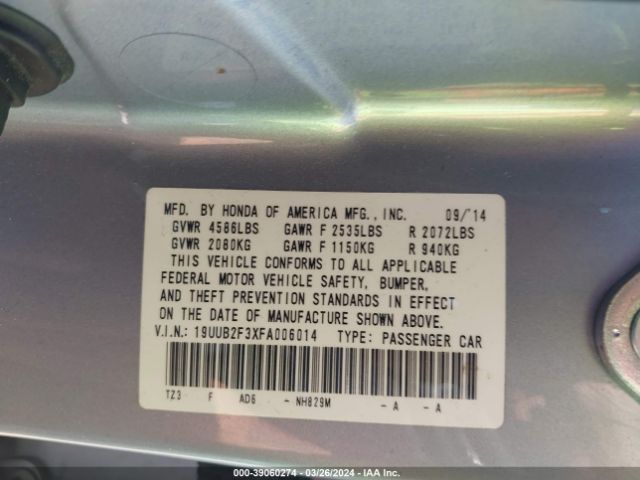 MFD. BY HONDA OF AMERICA MFG., INC. 09/'14
GVWR 4586LBS GAWR F 2535LBS R 2072LBS
GVWR 2080KG GAWR F 1150KG R 940KG
THIS VEHICLE CONFORMS TO ALL APPLICABLE
FEDERAL MOTOR VEHICLE SAFETY, BUMPER,
AND THEFT PREVENTION STANDARDS IN EFFECT
ON THE DATE OF MANUFACTURE SHOWN ABOVE.
V.I.N.: 19UUB2F3XFA006014 TYPE: PASSENGER CAR
TZ3 F AD6 - NH829M - A - A
©-39060274 - 03/26/2024 - IAA Inc.